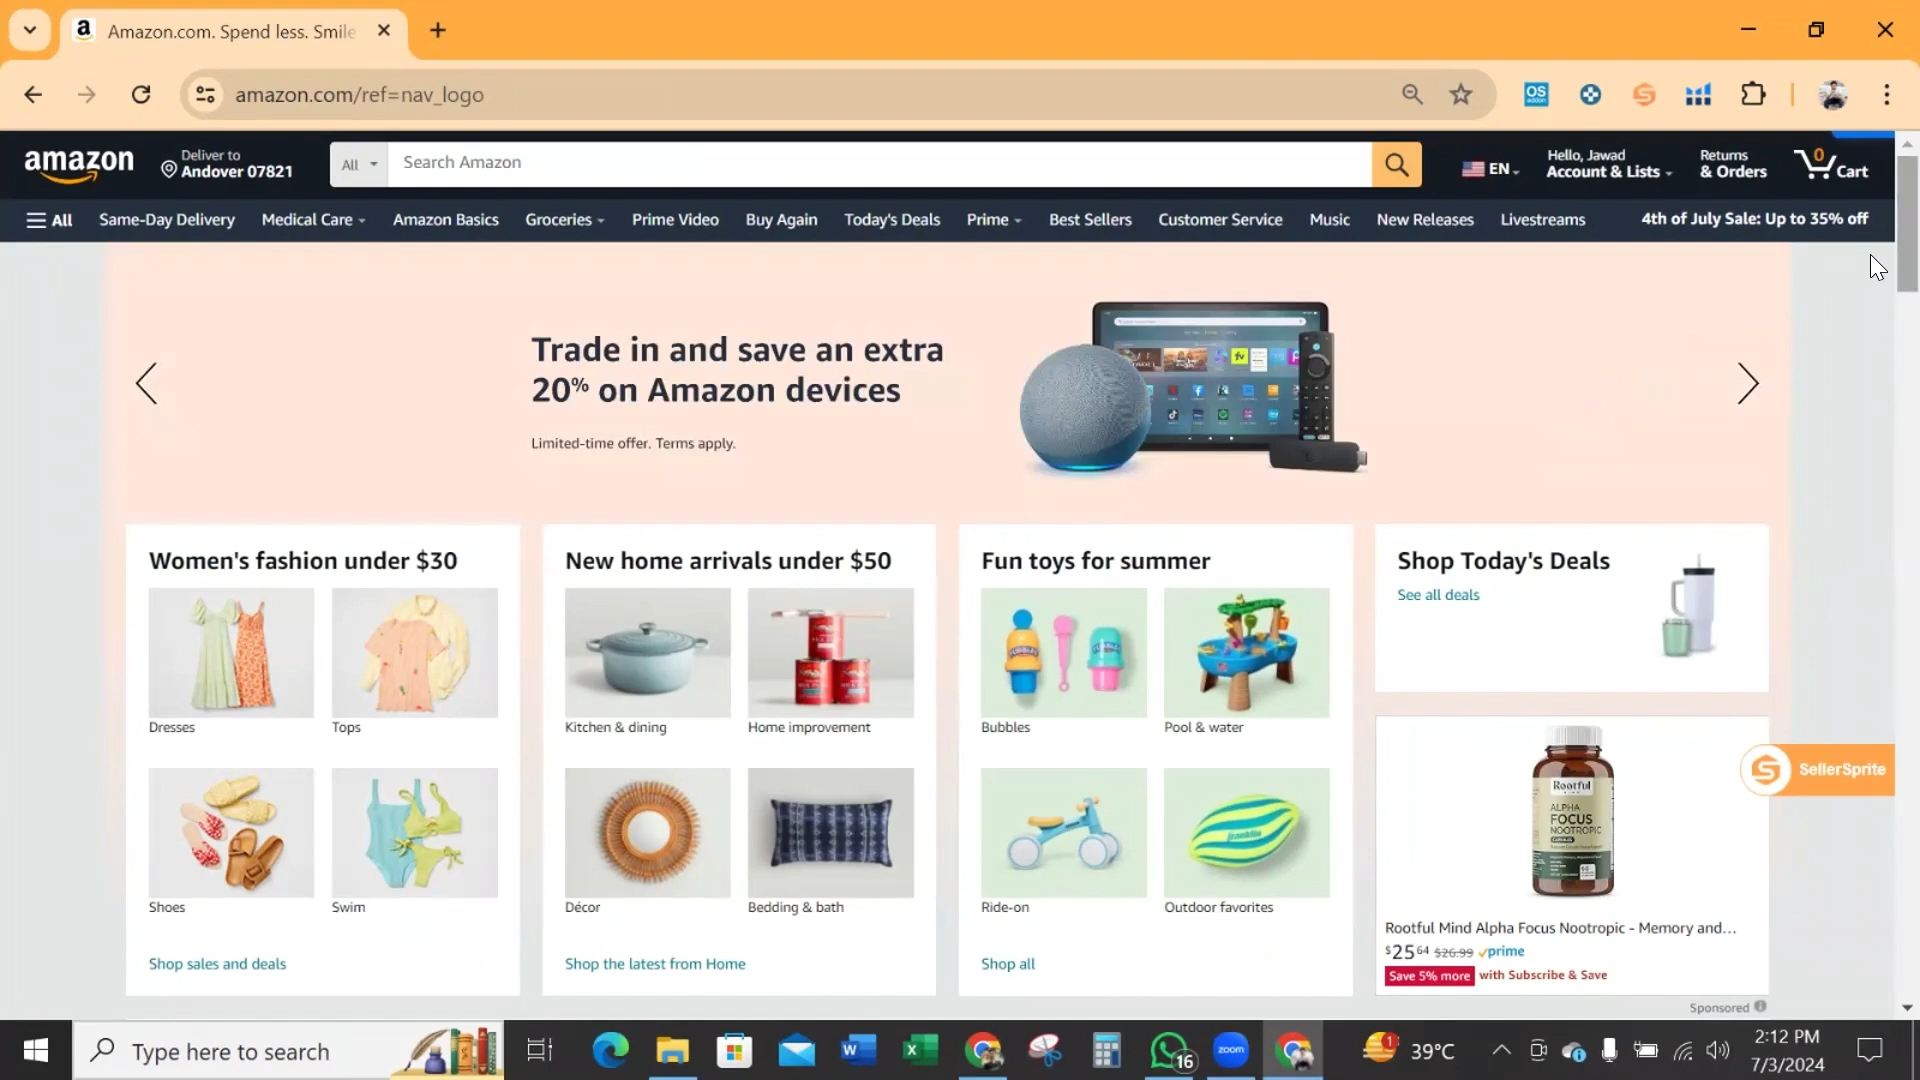 Amazon.com. Spend less. Smile
amazon.com/ref=nav_logo
OS
addon
amazon
Deliver to
Andover 07821
All
Search Amazon
EN
Hello, Jawad
Account & Lists
Returns
& Orders
0
Cart
All
Same-Day Delivery
Medical Care
Amazon Basics
Groceries
Prime Video
Buy Again
Today's Deals
Prime
Best Sellers
Customer Service
Music
New Releases
Livestreams
4th of July Sale: Up to 35% off
Trade in and save an extra
20% on Amazon devices
Limited-time offer. Terms apply.
Women's fashion under $30
Dresses
Tops
Shoes
Swim
Shop sales and deals
New home arrivals under $50
Kitchen & dining
Home improvement
Décor
Bedding & bath
Shop the latest from Home
Fun toys for summer
Bubbles
Pool & water
Ride-on
Outdoor favorites
Shop all
Shop Today's Deals
See all deals
SellerSprite
Rootful
ALPHA
FOCUS
NOOTROPIC
Rootful Mind Alpha Focus Nootropic - Memory and...
$25 64 $26.99 prime
Save 5% more with Subscribe & Save
Sponsored
Type here to search
16
zoom
1
39°C
2:12 PM
7/3/2024